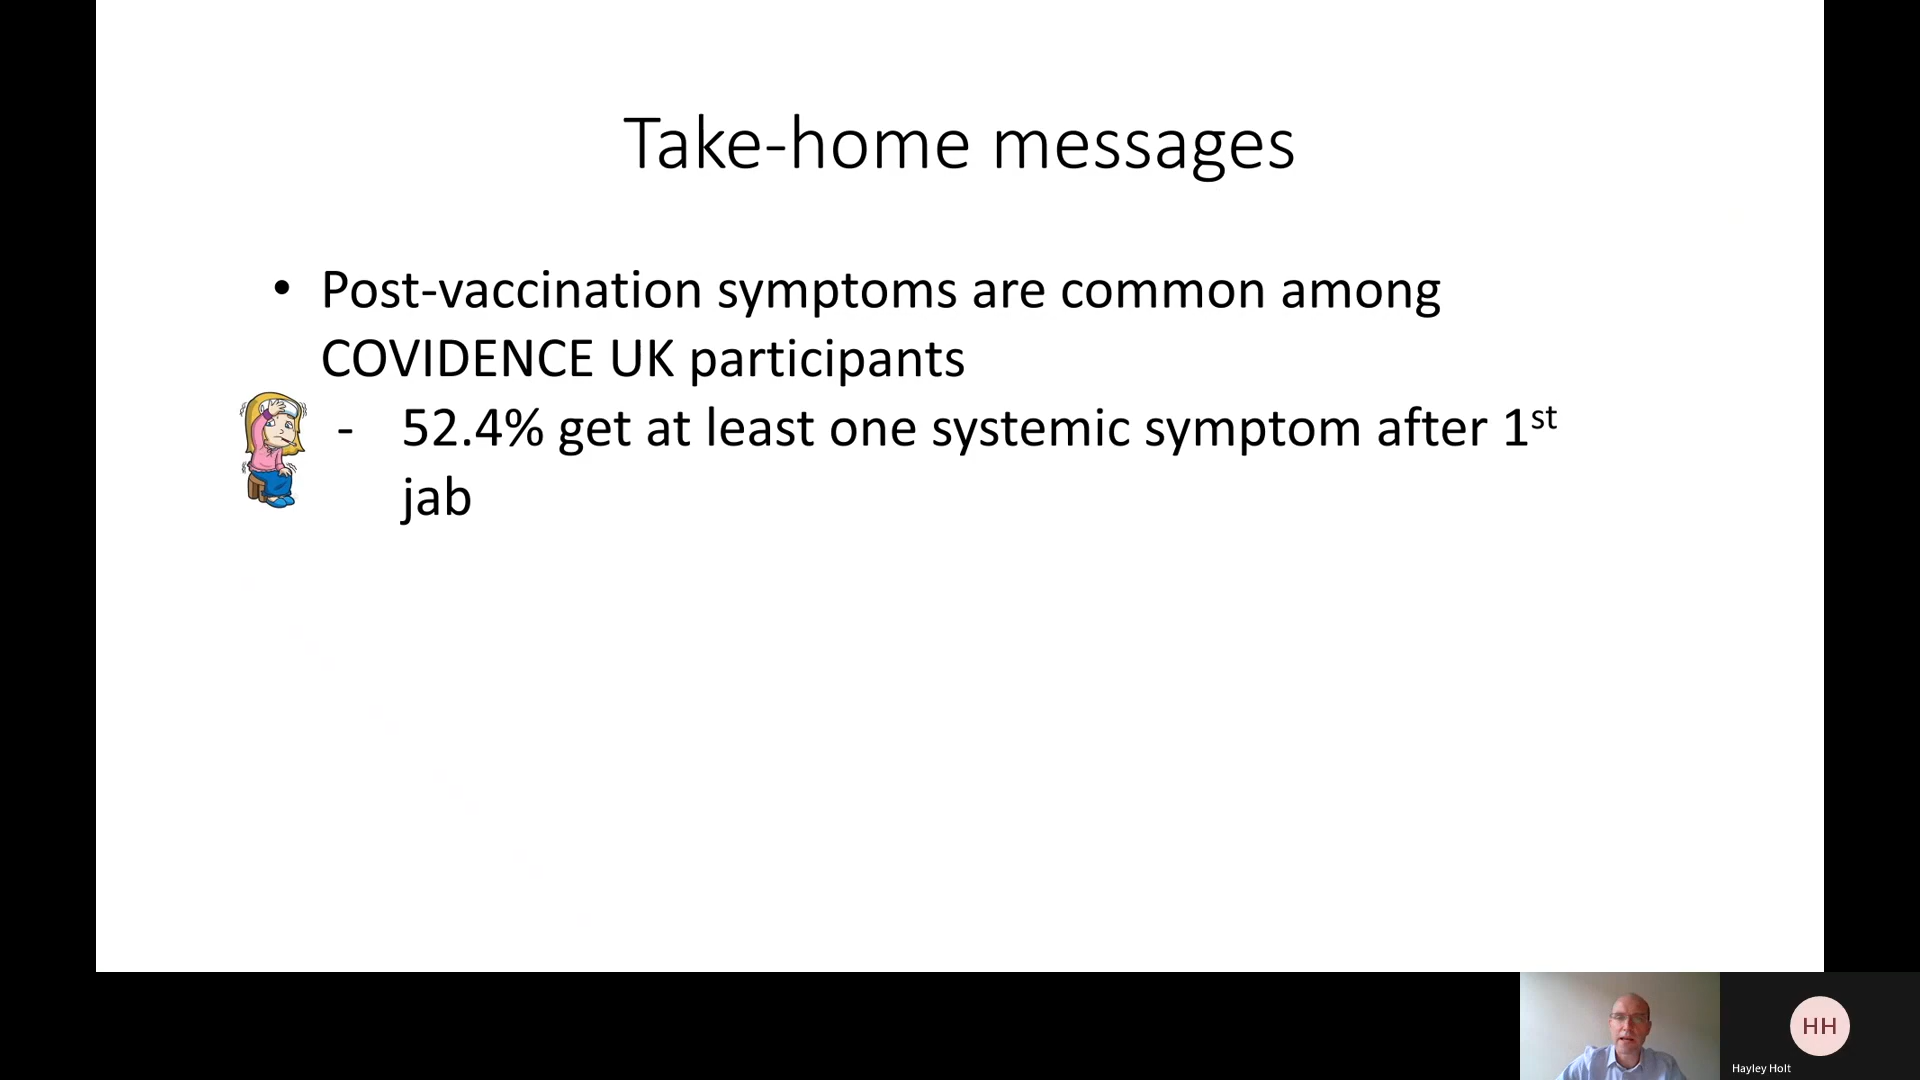 Take-home messages
• Post-vaccination symptoms are common among
COVIDENCE UK participants
- 52.4% get at least one systemic symptom after 1st
jab
HH
Hayley Holt